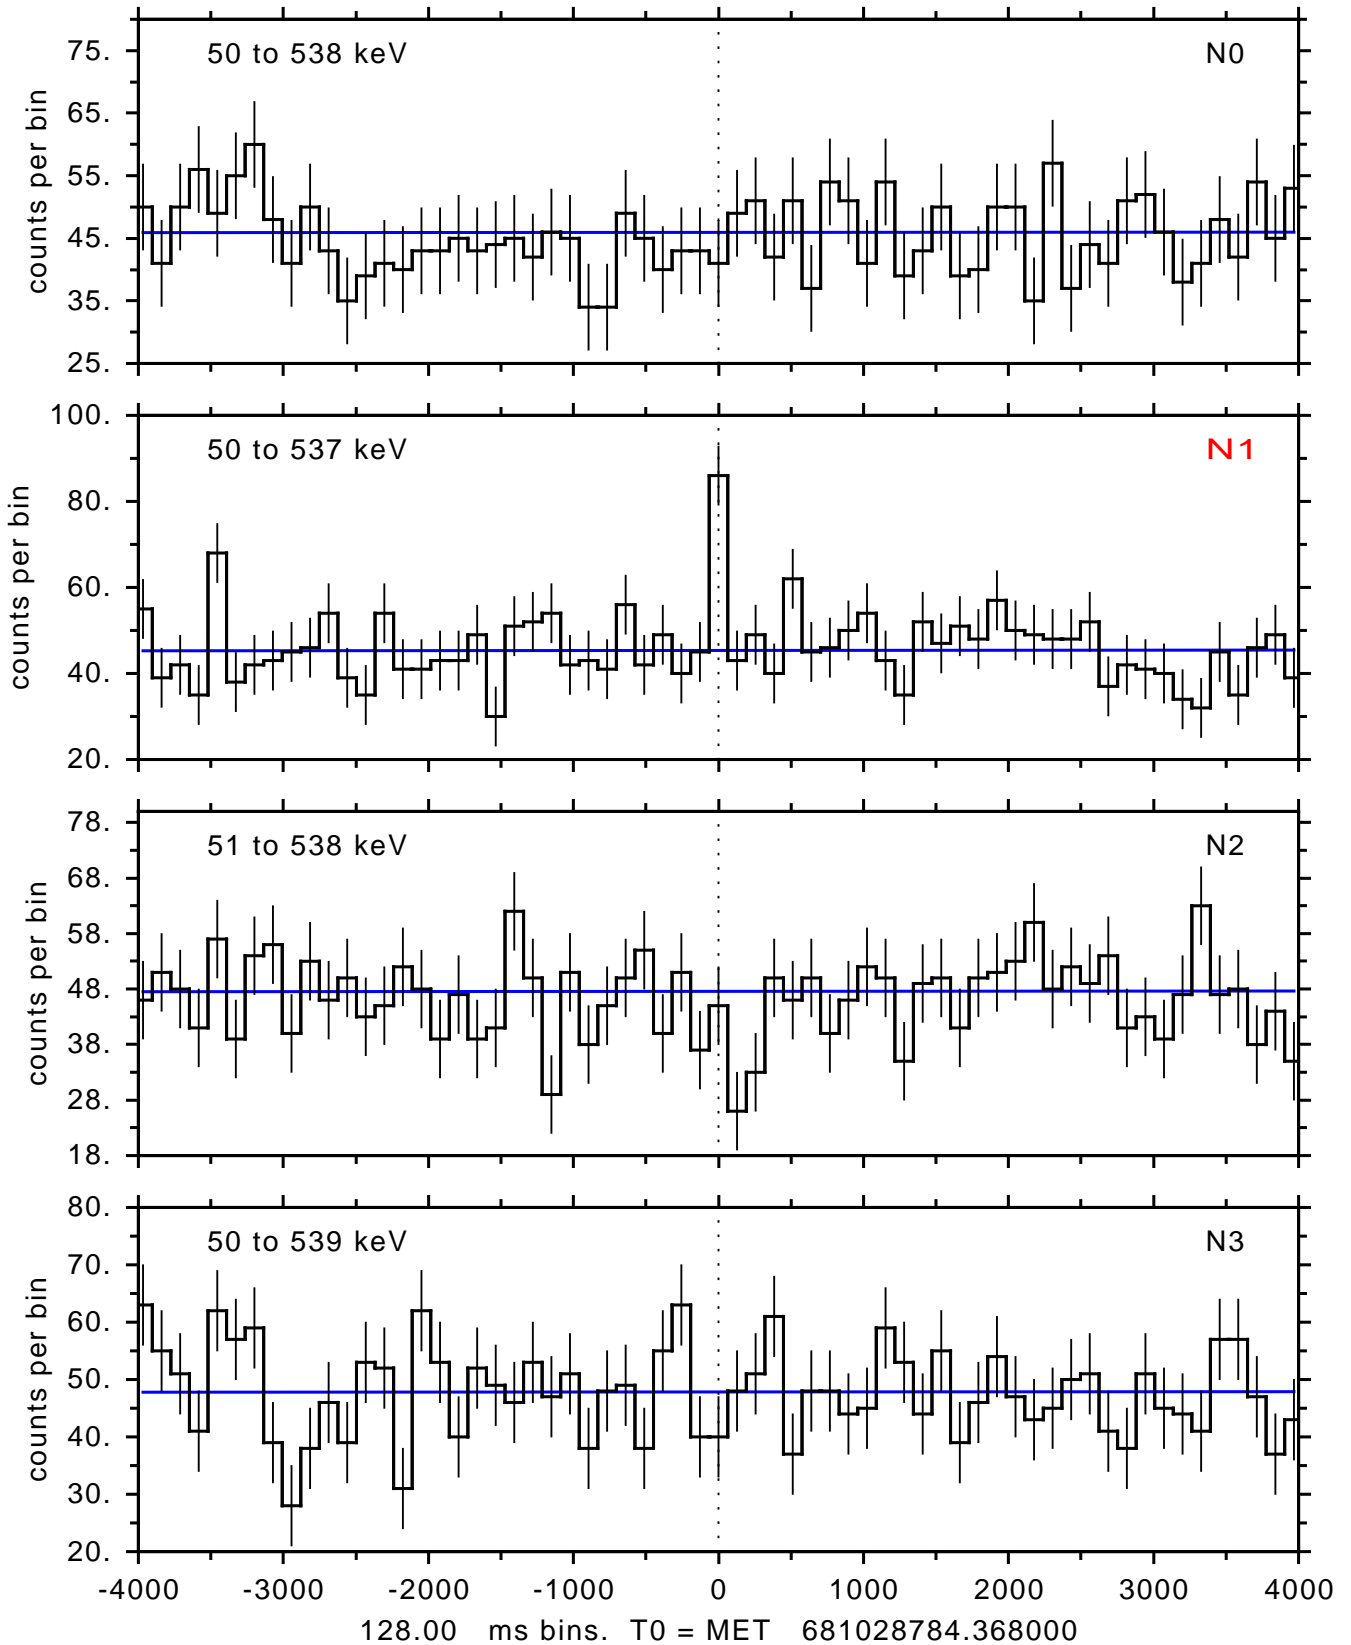 50 to 538 keV N0
75.
65.
55.
45.
35.
25.
counts per bin
50 to 537 keV N1
100.
80.
60.
40.
20.
counts per bin
51 to 538 keV N2
78.
68.
58.
48.
38.
28.
18.
counts per bin
50 to 539 keV N3
80.
70.
60.
50.
40.
30.
20.
counts per bin
-4000 -3000 -2000 -1000 0 1000 2000 3000 4000
128.00 ms bins. T0 = MET 681028784.368000